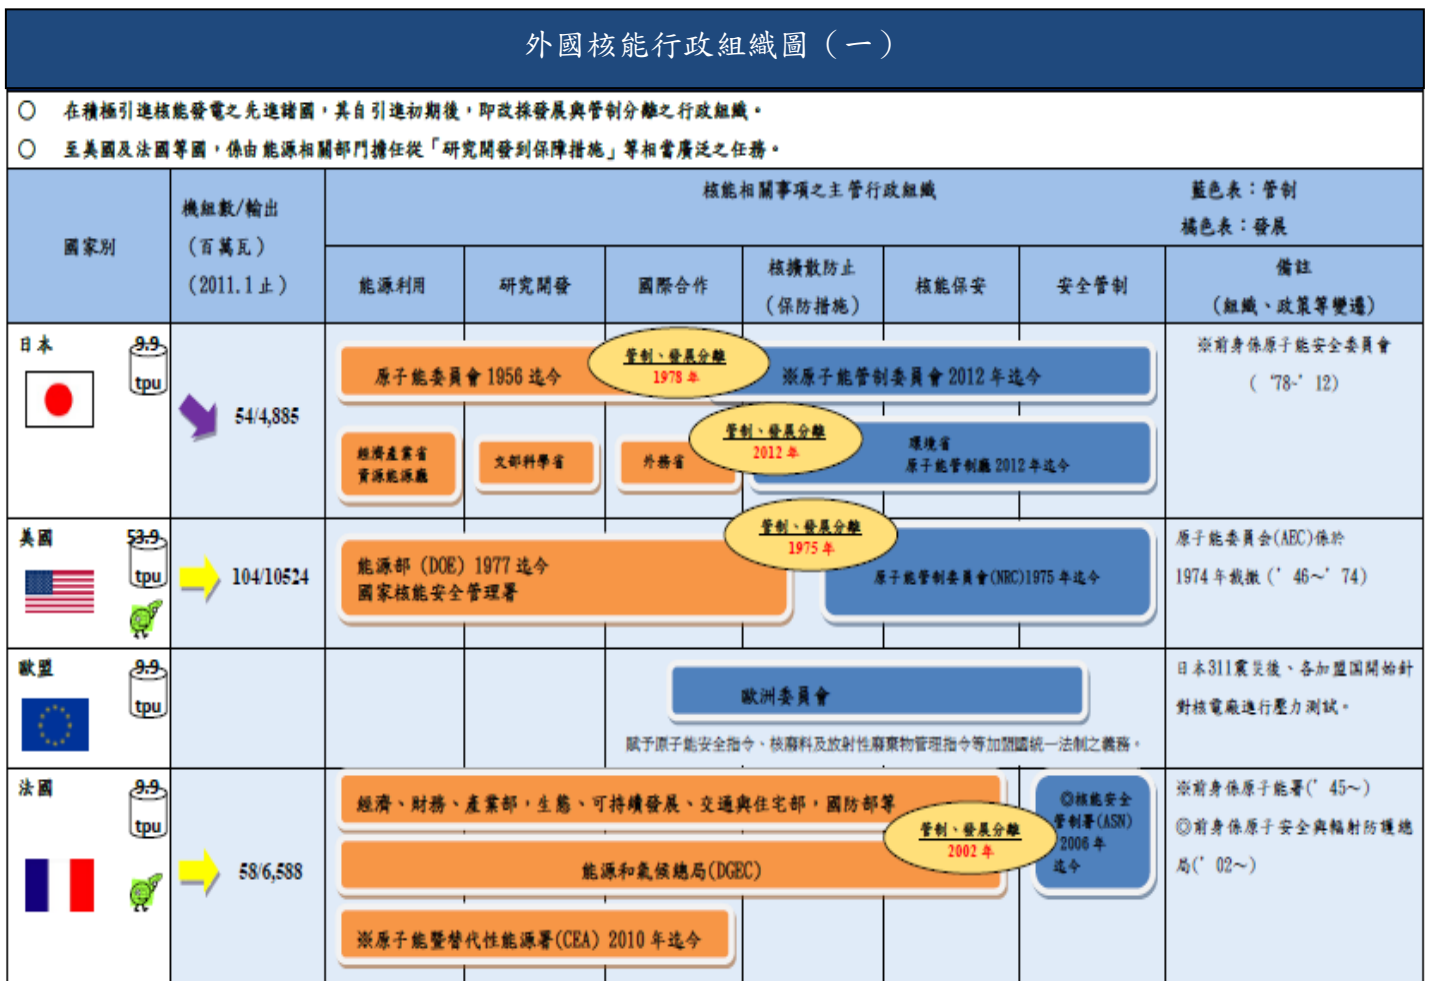 外國核能行政組織圖（一）
○ 在積極引進核能發電之先進諸國，其自引進初期後，即改採發展與管制分離之行政組織。
○ 至美國及法國等國，係由能源相關部門擔任從「研究開發到保障措施」等相當廣泛之任務。
國家別
機組數/輸出
（百萬瓦）
（2011.1止）
核能相關事項之主管行政組織
藍色表：管制
橘色表：發展
能源利用
研究開發
國際合作
核擴散防止
（保防措施）
核能保安
安全管制
備註
（組織、政策等變遷）
日本
9.9
tpu
54/4,885
原子能委員會 1956 迄今
管制、發展分離
1978 年
※原子能管制委員會 2012 年迄今
經濟產業省
資源能源廳
文部科學省
外務省
管制、發展分離
2012 年
環境省
原子能管制廳 2012 年迄今
※前身係原子能安全委員會
( ‘78~’ 12)
美國
53.9
tpu
104/10524
能源部 (DOE) 1977 迄今
國家核能安全管理署
管制、發展分離
1975 年
原子能管制委員會(NRC)1975 年迄今
原子能委員会(AEC)係於
1974 年裁撤 (’ 46～’ 74)
歐盟
9.9
tpu
歐洲委員會
賦予原子能安全指令、核廢料及放射性廢棄物管理指令等加盟國統一法制之義務。
日本311震災後、各加盟国開始針
對核電廠進行壓力測試。
法國
9.9
tpu
58/6,588
經濟、財務、產業部，生態、可持續發展、交通與住宅部，國防部等
能源和氣候總局(DGEC)
※原子能暨替代性能源署(CEA) 2010 年迄今
管制、發展分離
2002 年
◎核能安全
管制署(ASN)
2006 年
迄今
※前身係原子能署(’ 45～)
◎前身係原子安全與輻射防護總
局(’ 02～)